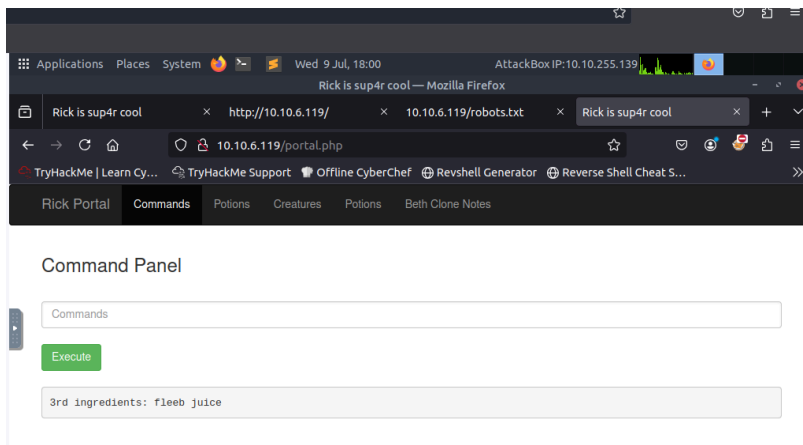 Applications Places System Wed 9 Jul, 18:00 AttackBox IP:10.10.255.139
Rick is sup4r cool — Mozilla Firefox
Rick is sup4r cool × http://10.10.6.119/ × 10.10.6.119/robots.txt × Rick is sup4r cool × +
10.10.6.119/portal.php
TryHackMe | Learn Cy... TryHackMe Support Offline CyberChef Revshell Generator Reverse Shell Cheat S...
Rick Portal Commands Potions Creatures Potions Beth Clone Notes
Command Panel
Commands
Execute
3rd ingredients: fleeb juice